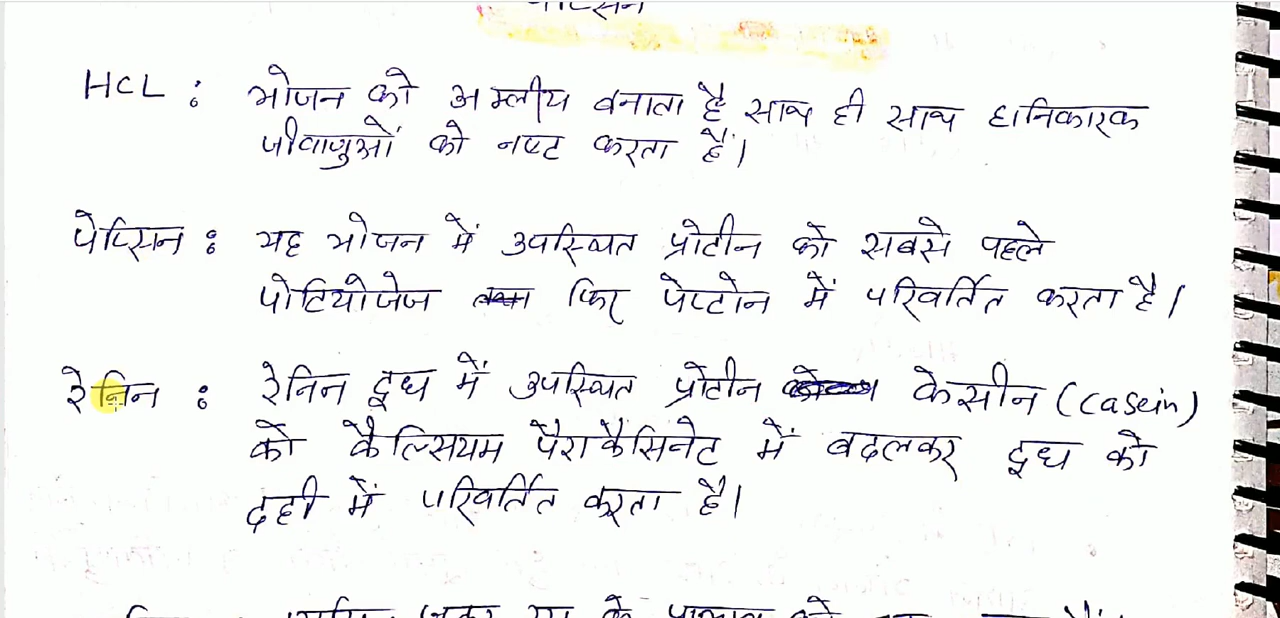 HCL : भोजन को अम्लीय बनाता है साथ ही साथ हानिकारक
जीवाणुओं को नष्ट करता है।
पेप्सिन : यह भोजन में उपस्थित प्रोटीन को सबसे पहले
पोटियोजेज फिर पेप्टोन में परिवर्तित करता है।
रेनिन : रेनिन दूध में उपस्थित प्रोटीन केसीन (Casein)
को कैल्सियम पैराकैसिनेट में बदलकर दूध को
दही में परिवर्तित करता है।